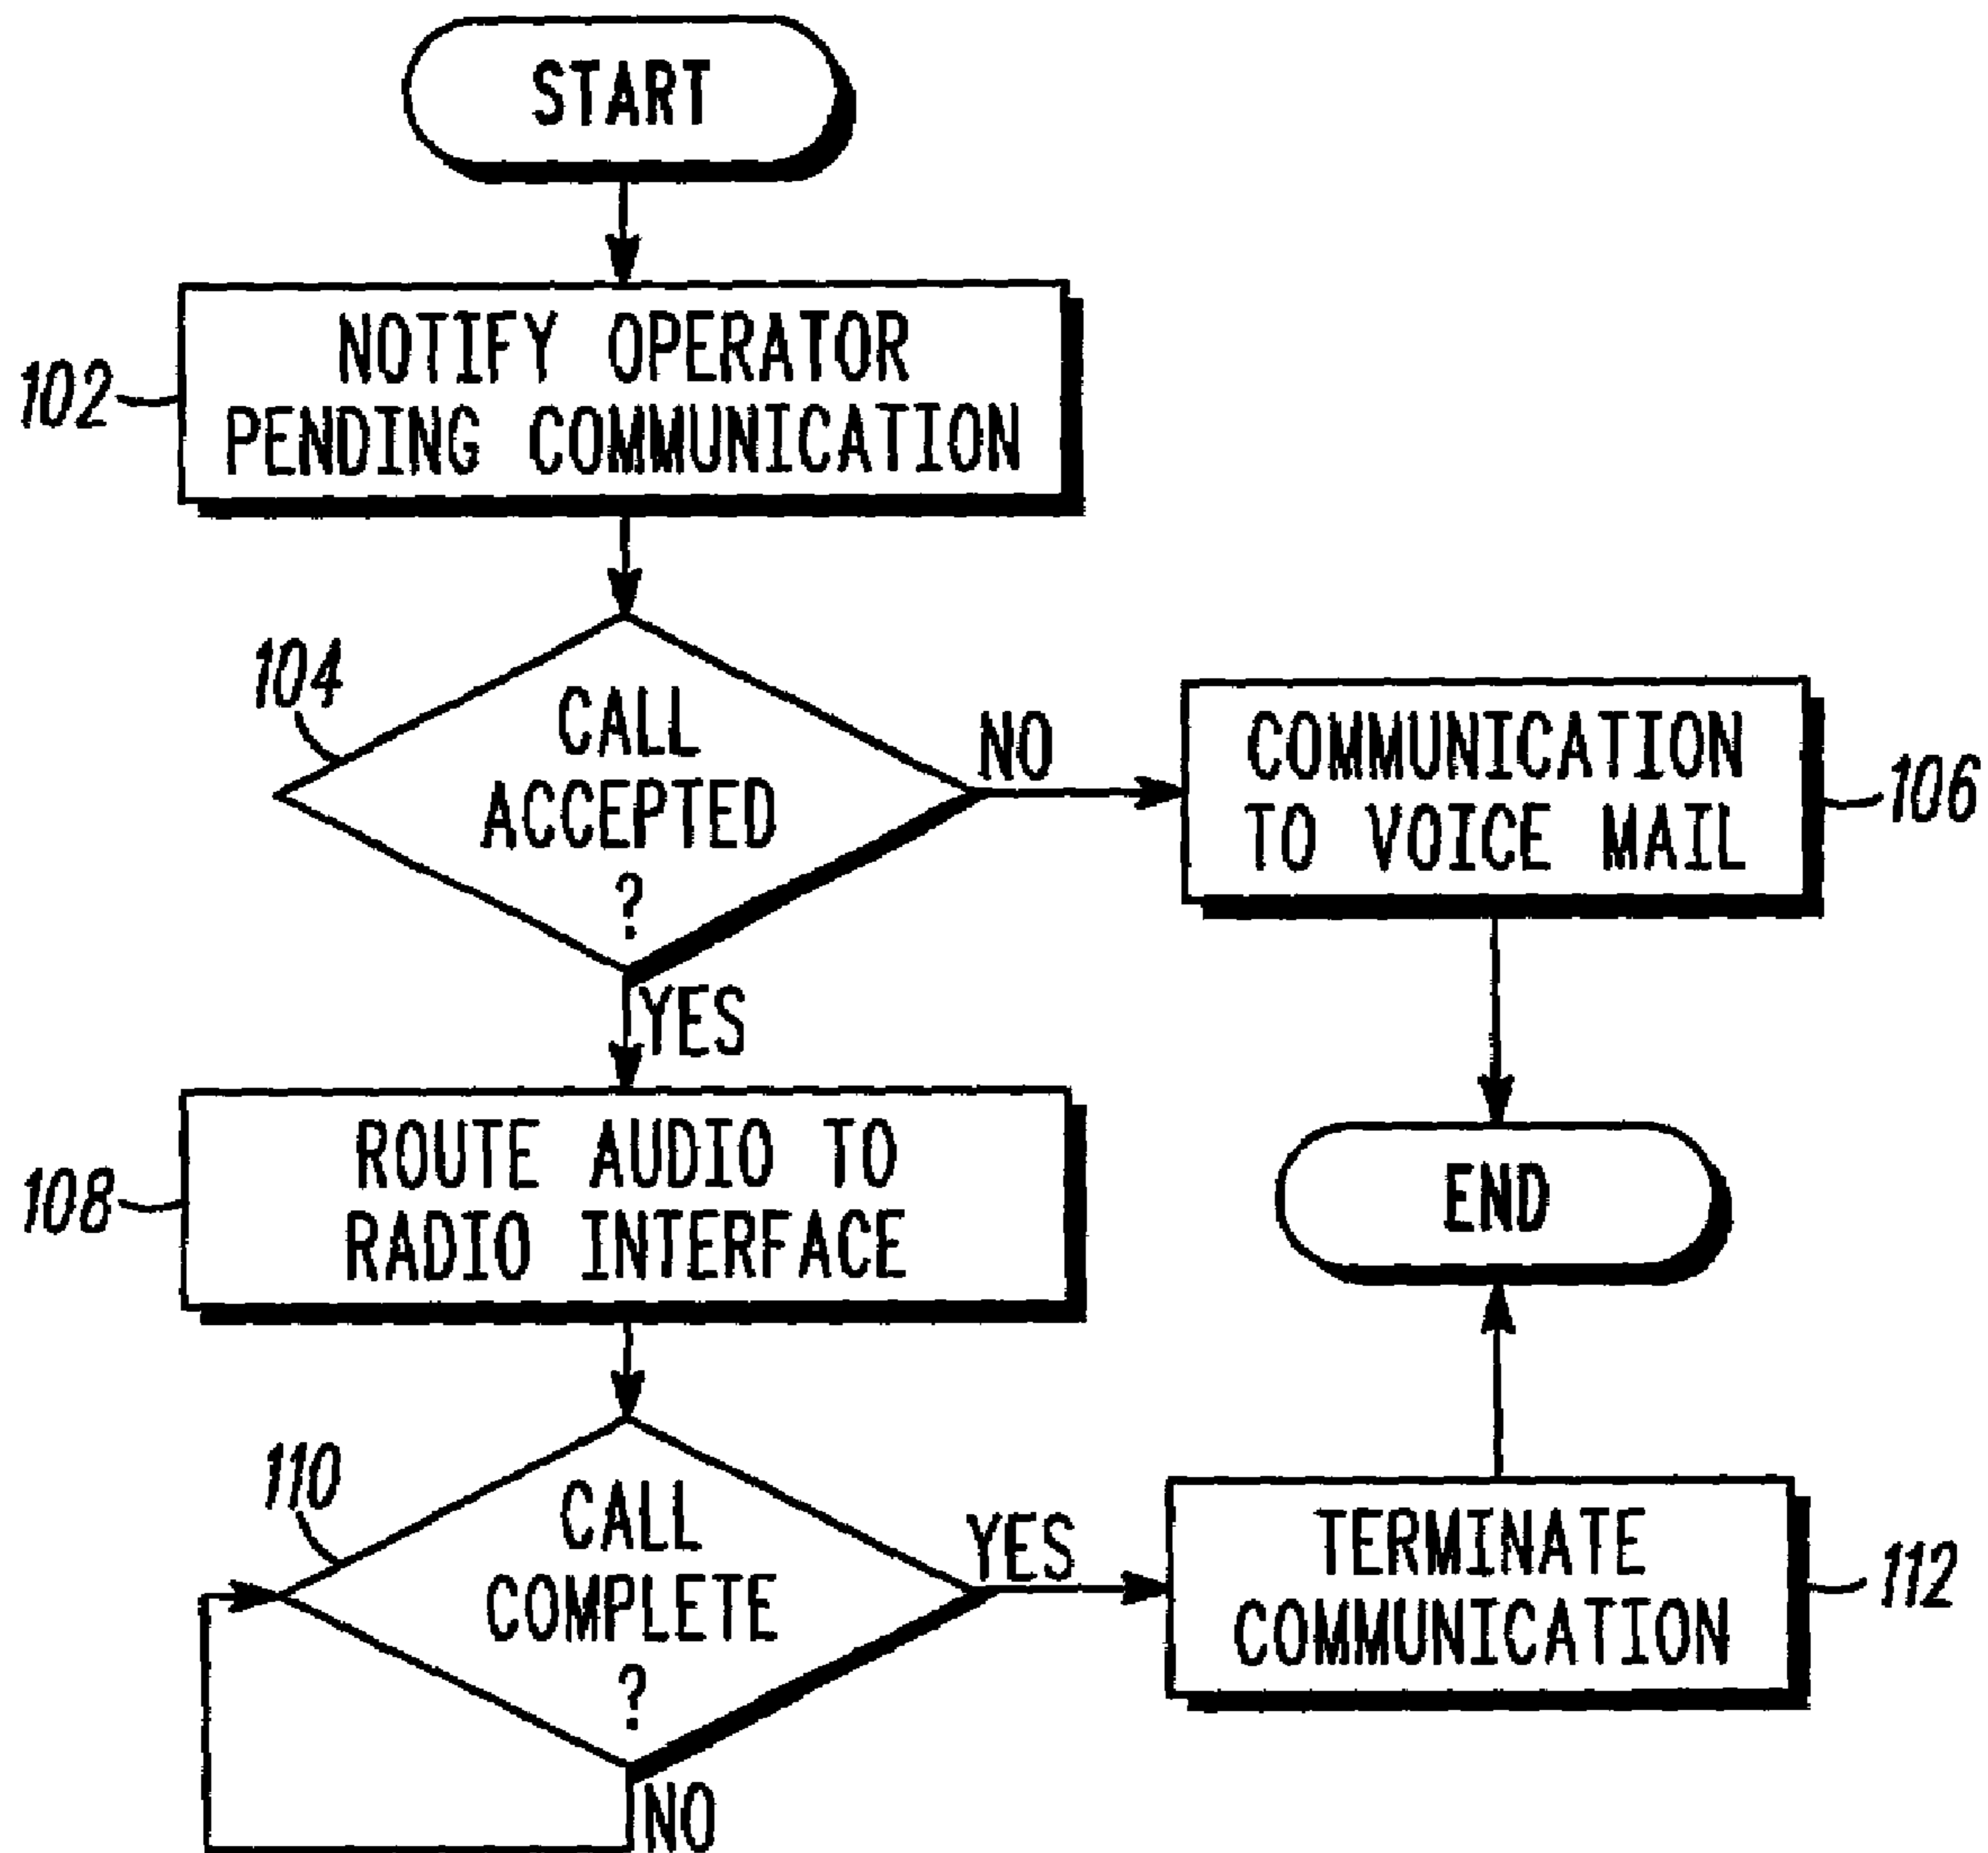 START
102
NOTIFY OPERATOR
PENDING COMMUNICATION
104
CALL
ACCEPTED
?
NO
COMMUNICATION
TO VOICE MAIL
106
YES
108
ROUTE AUDIO TO
RADIO INTERFACE
END
110
CALL
COMPLETE
?
YES
TERMINATE
COMMUNICATION
112
NO